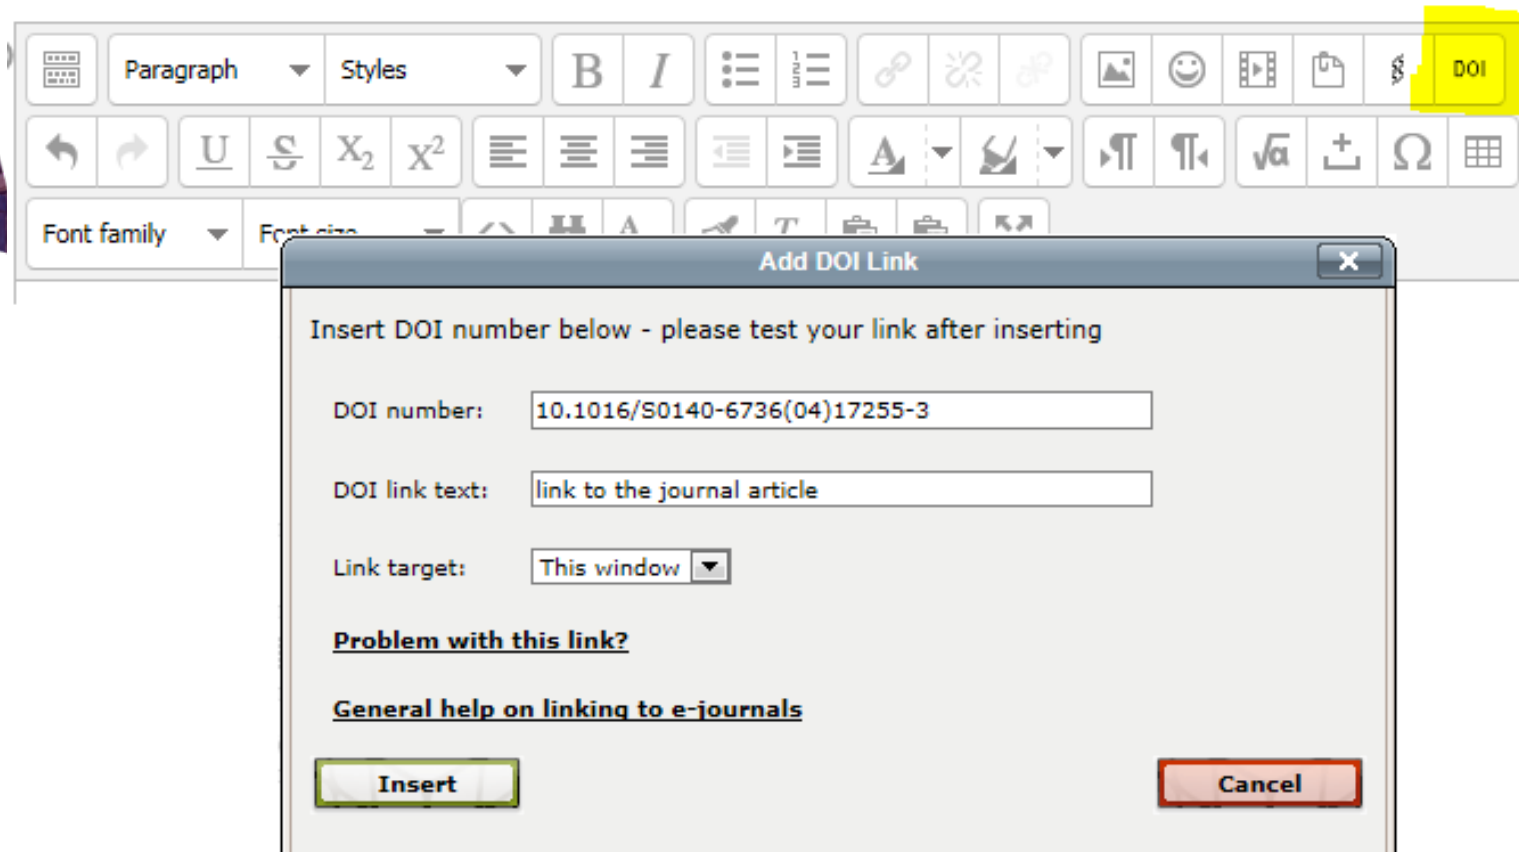 Paragraph Styles B I DOI
U S X2 X2 A ¶ ¶ √α Ω
Font family Font size
Add DOI Link
Insert DOI number below - please test your link after inserting
DOI number: 10.1016/S0140-6736(04)17255-3
DOI link text: link to the journal article
Link target: This window
Problem with this link?
General help on linking to e-journals
Insert Cancel